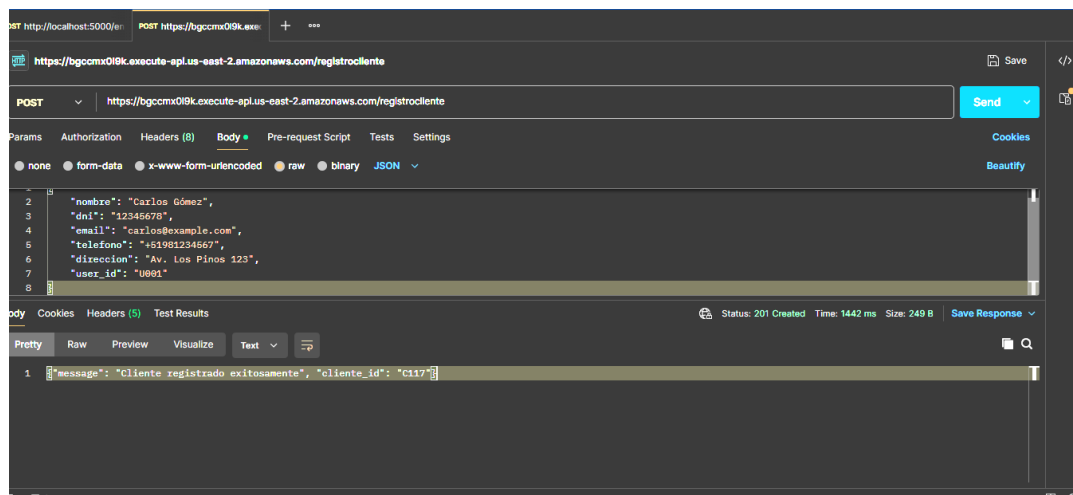 OST http://localhost:5000/en
POST https://bgccmx0l9k.exec
+
HTTP https://bgccmx0l9k.execute-api.us-east-2.amazonaws.com/registrocliente
Save
</>
POST https://bgccmx0l9k.execute-api.us-east-2.amazonaws.com/registrocliente
Send
Params Authorization Headers (8) Body Pre-request Script Tests Settings
Cookies
none form-data x-www-form-urlencoded raw binary JSON
Beautify
2 "nombre": "Carlos Gómez",
3 "dni": "12345678",
4 "email": "carlos@example.com",
5 "telefono": "+51981234567",
6 "direccion": "Av. Los Pinos 123",
7 "user_id": "U001"
8 }
ody Cookies Headers (5) Test Results
Status: 201 Created Time: 1442 ms Size: 249 B Save Response
Pretty Raw Preview Visualize Text
1 {"message": "Cliente registrado exitosamente", "cliente_id": "C117"}